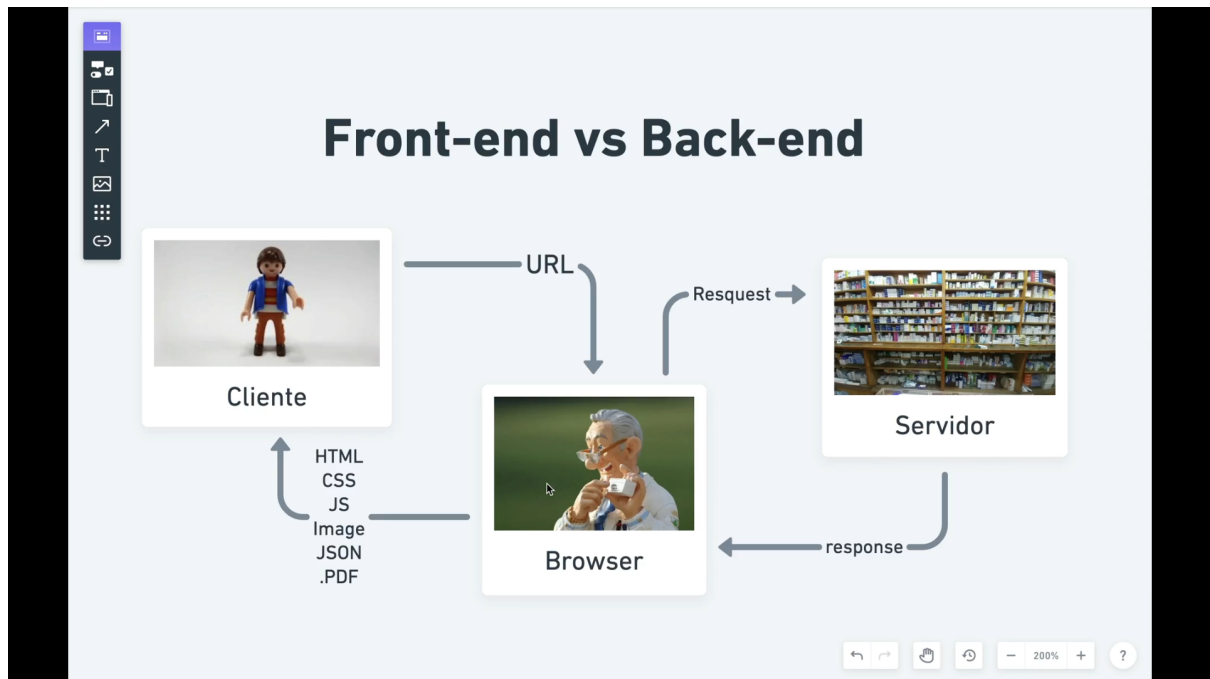 Front-end vs Back-end
URL
Resquest
Cliente
Servidor
HTML
CSS
JS
Image
JSON
.PDF
Browser
response
T
200%
?